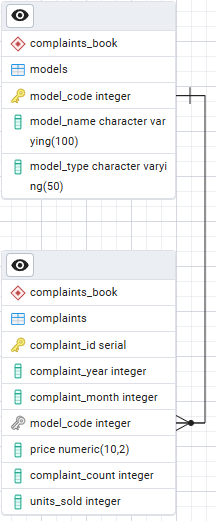 complaints_book
models
model_code integer
model_name character var
ying(100)
model_type character varyi
ng(50)
complaints_book
complaints
complaint_id serial
complaint_year integer
complaint_month integer
model_code integer
price numeric(10,2)
complaint_count integer
units_sold integer